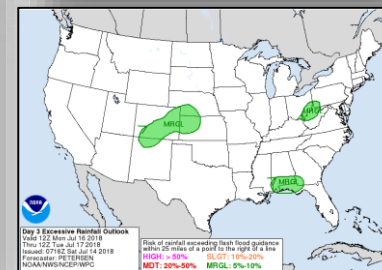 MRGL
MRGL
MRGL
NOAA
Day 3 Excessive Rainfall Outlook
Valid 12Z Mon Jul 16 2018
Thru 12Z Tue Jul 17 2018
Issued: 0716Z Sat Jul 14 2018
Forecaster: PETERSEN
NOAA/NWS/NCEP/WPC
Risk of rainfall exceeding flash flood guidance
within 25 miles of a point to the right of a line
HIGH: > 50% SLGT: 10%-20%
MDT: 20%-50% MRGL: 5%-10%